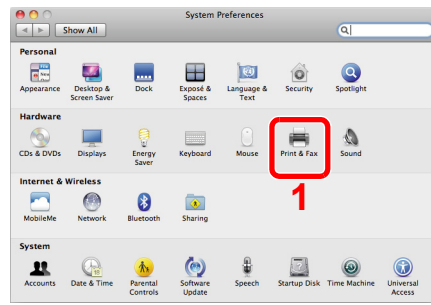 System Preferences
Show All
Personal
Appearance
Desktop &
Screen Saver
Dock
Exposé &
Spaces
Language &
Text
Security
Spotlight
Hardware
CDs & DVDs
Displays
Energy
Saver
Keyboard
Mouse
Print & Fax
Sound
1
Internet & Wireless
MobileMe
Network
Bluetooth
Sharing
System
Accounts
Date & Time
Parental
Controls
Software
Update
Speech
Startup Disk
Time Machine
Universal
Access